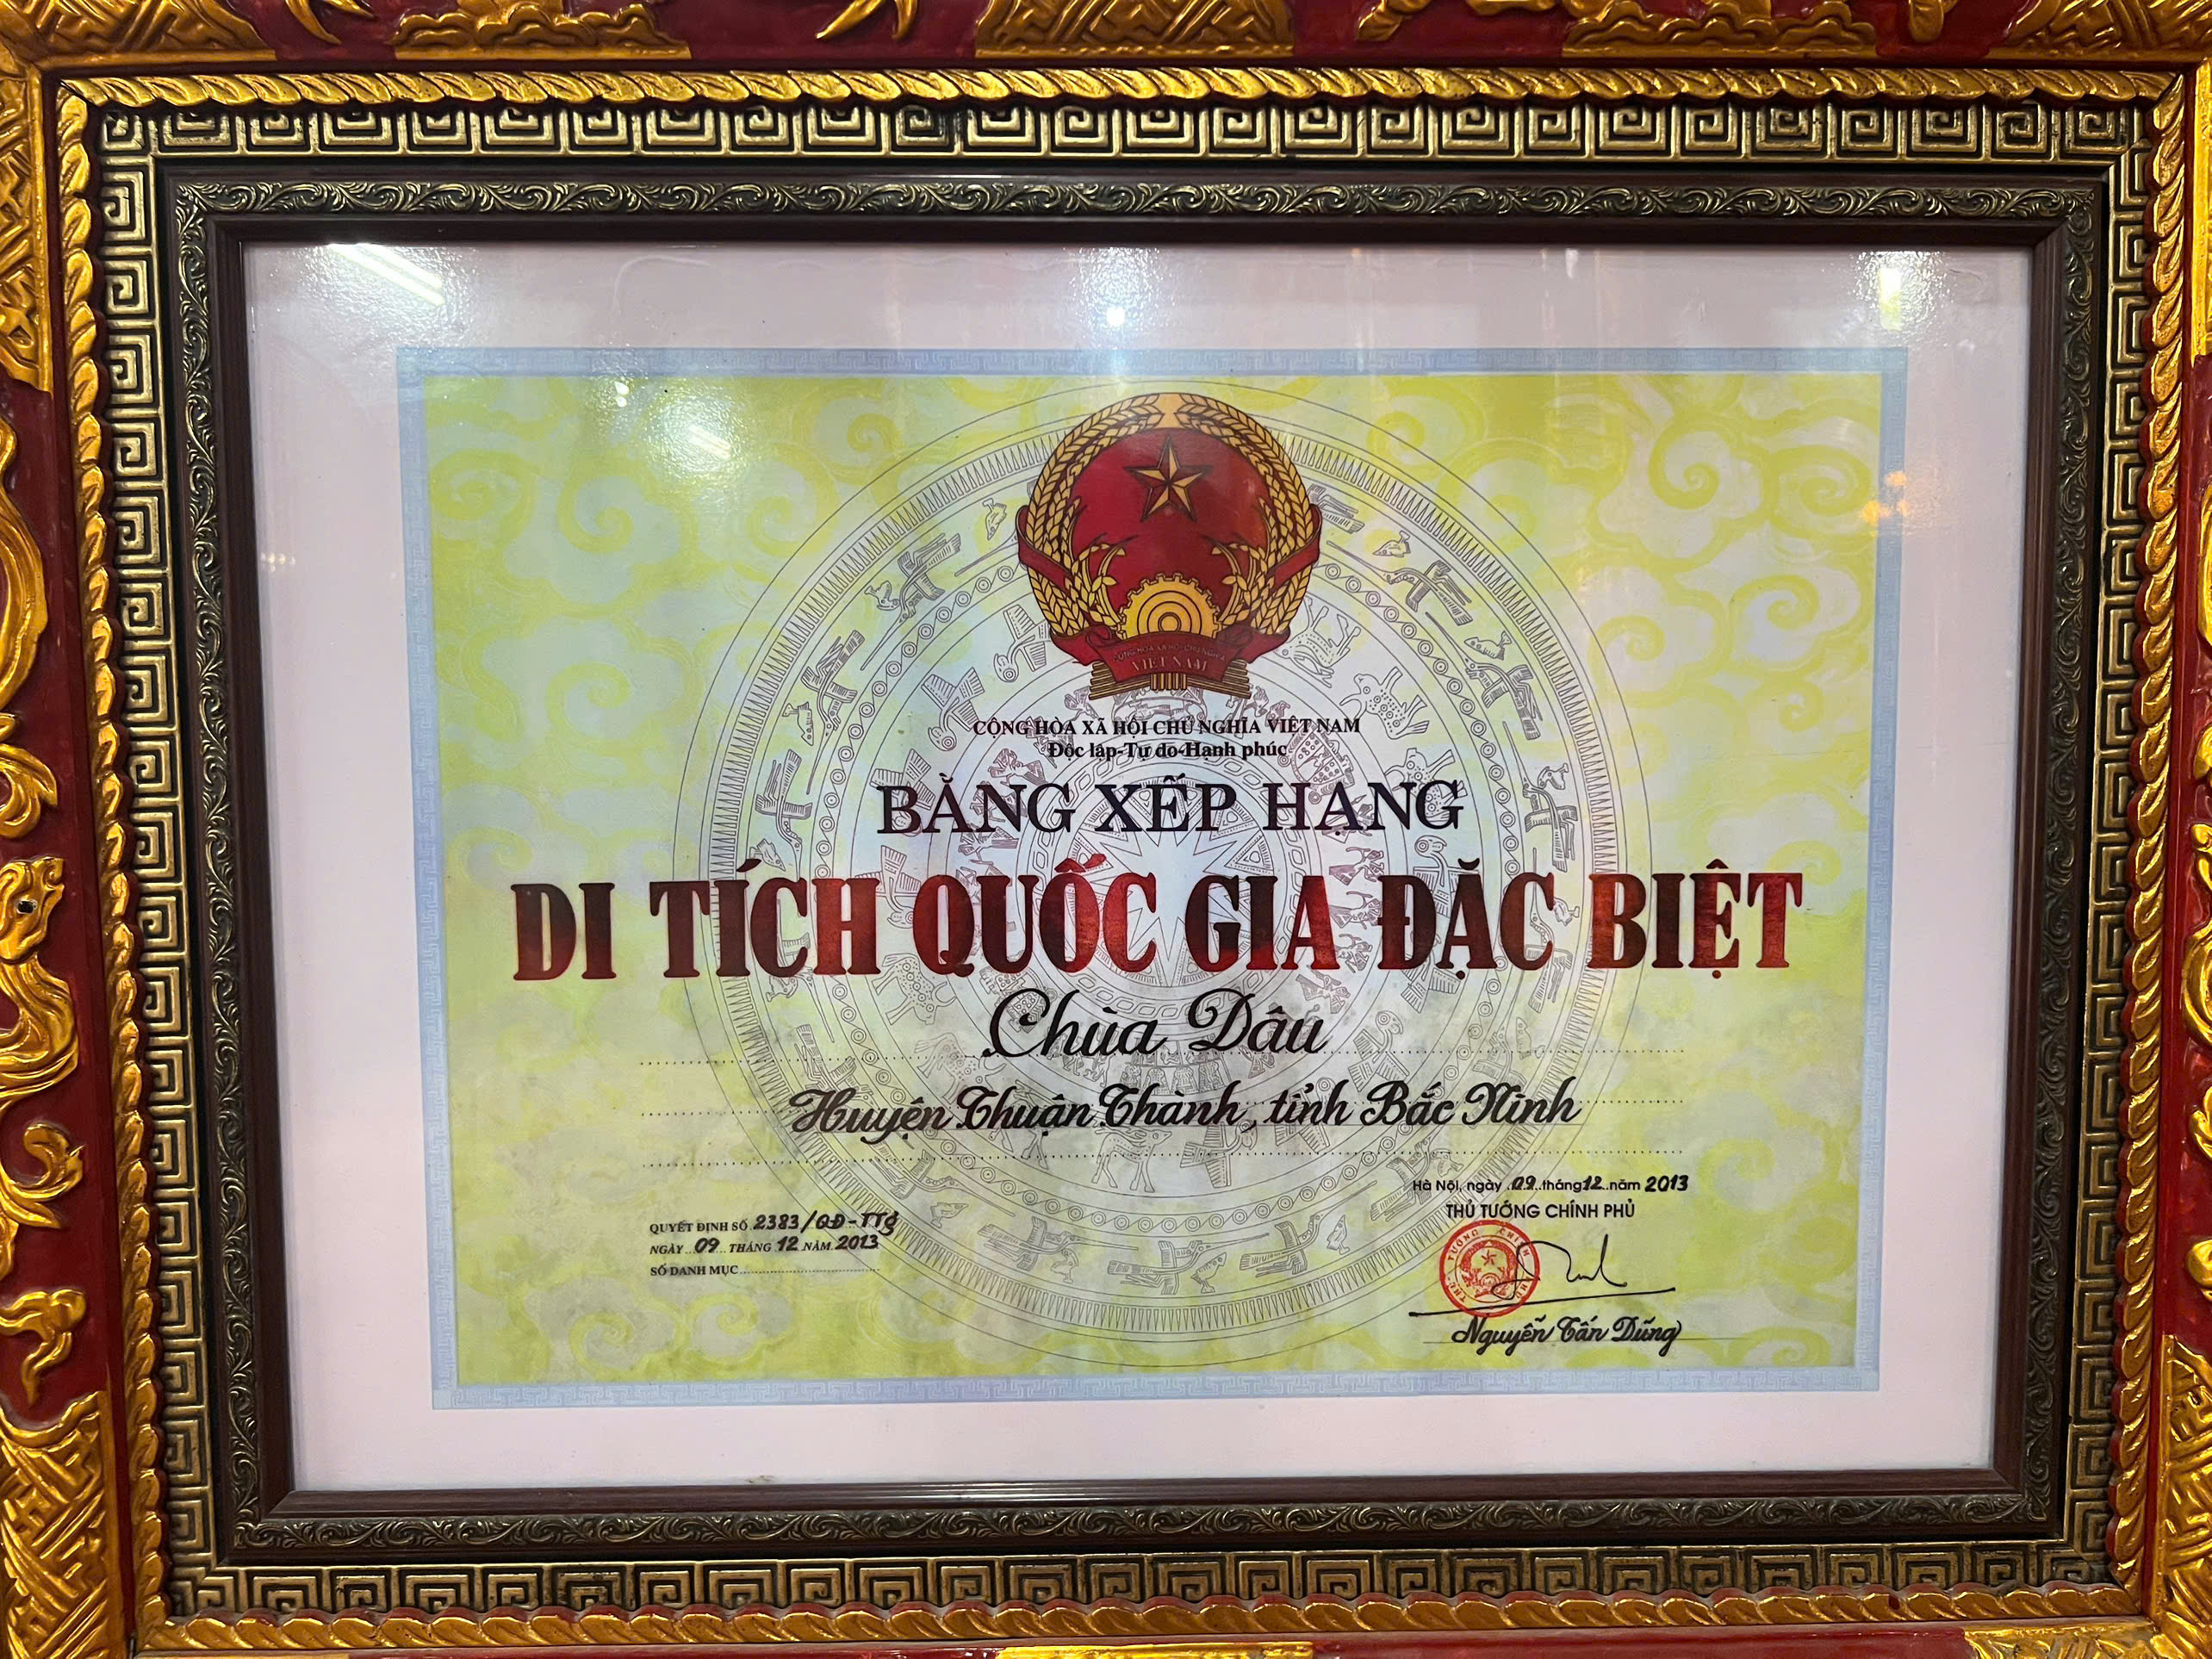 VIỆT NAM
CỘNG HÒA XÃ HỘI CHỦ NGHĨA VIỆT NAM
Độc lập-Tự do-Hạnh phúc
BẰNG XẾP HẠNG
DI TÍCH QUỐC GIA ĐẶC BIỆT
Chùa Dâu
Huyện Thuận Thành, tỉnh Bắc Ninh
Hà Nội, ngày 09 tháng 12 năm 2013
THỦ TƯỚNG CHÍNH PHỦ
QUYẾT ĐỊNH SỐ 2383/QĐ-TTg
NGÀY 09 THÁNG 12 NĂM 2013
SỐ DANH MỤC
Nguyễn Tấn Dũng